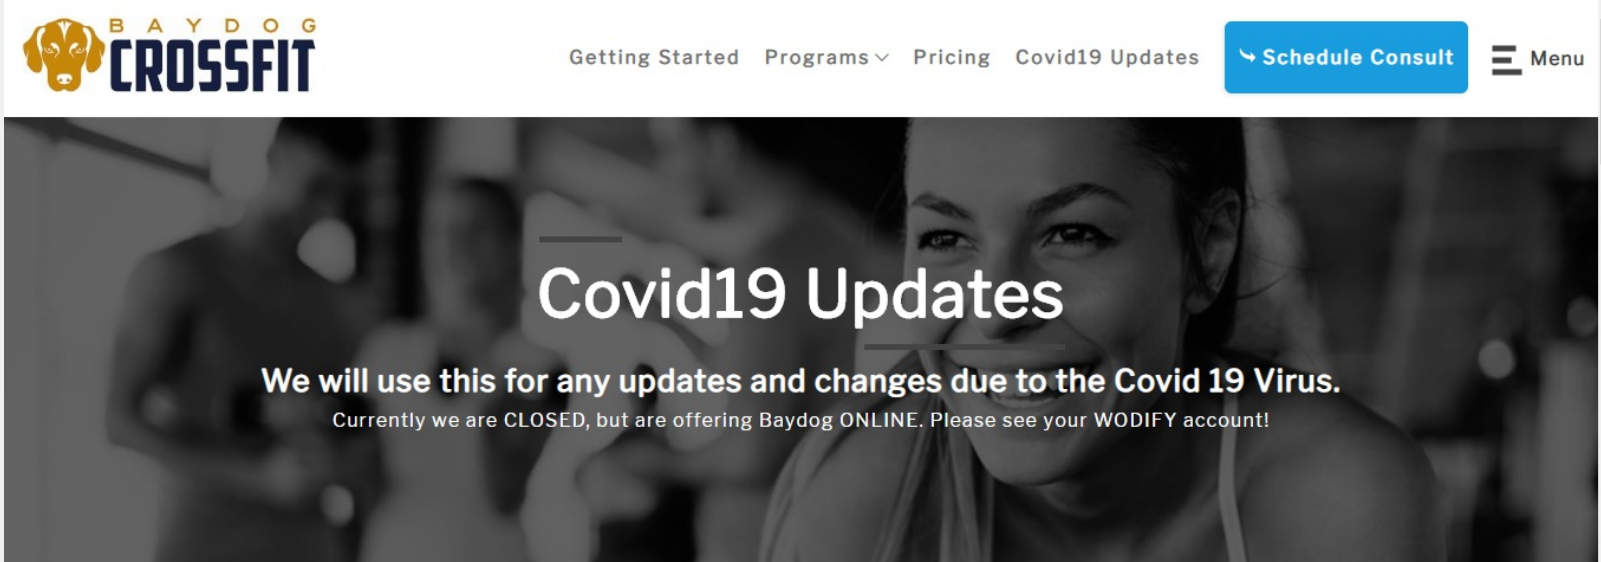 BAYDOG
CROSSFIT
Getting Started Programs Pricing Covid19 Updates Schedule Consult Menu
Covid19 Updates
We will use this for any updates and changes due to the Covid 19 Virus.
Currently we are CLOSED, but are offering Baydog ONLINE. Please see your WODIFY account!